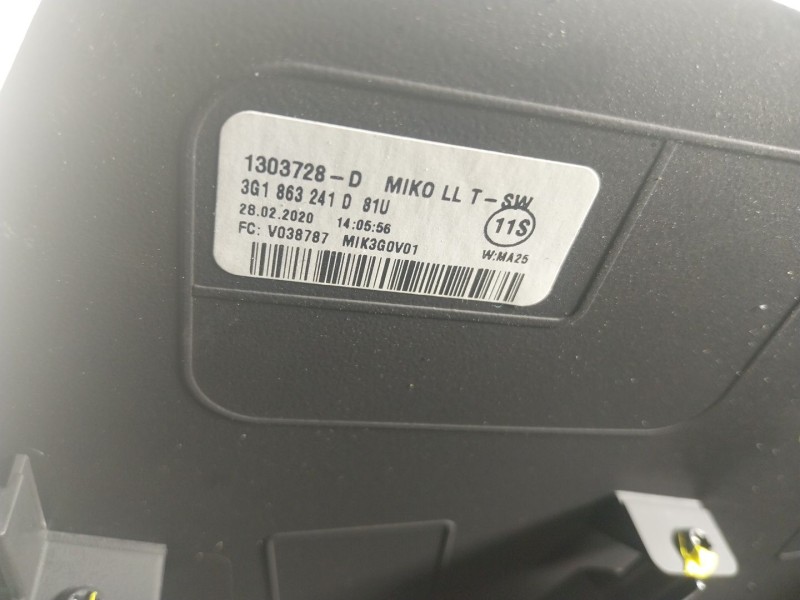 1303728-D MIKO LL T-SW
3G1 863 241 D 81U
28.02.2020 14:05:56 11S
FC: V038787 MIK3G0V01 W:MA25